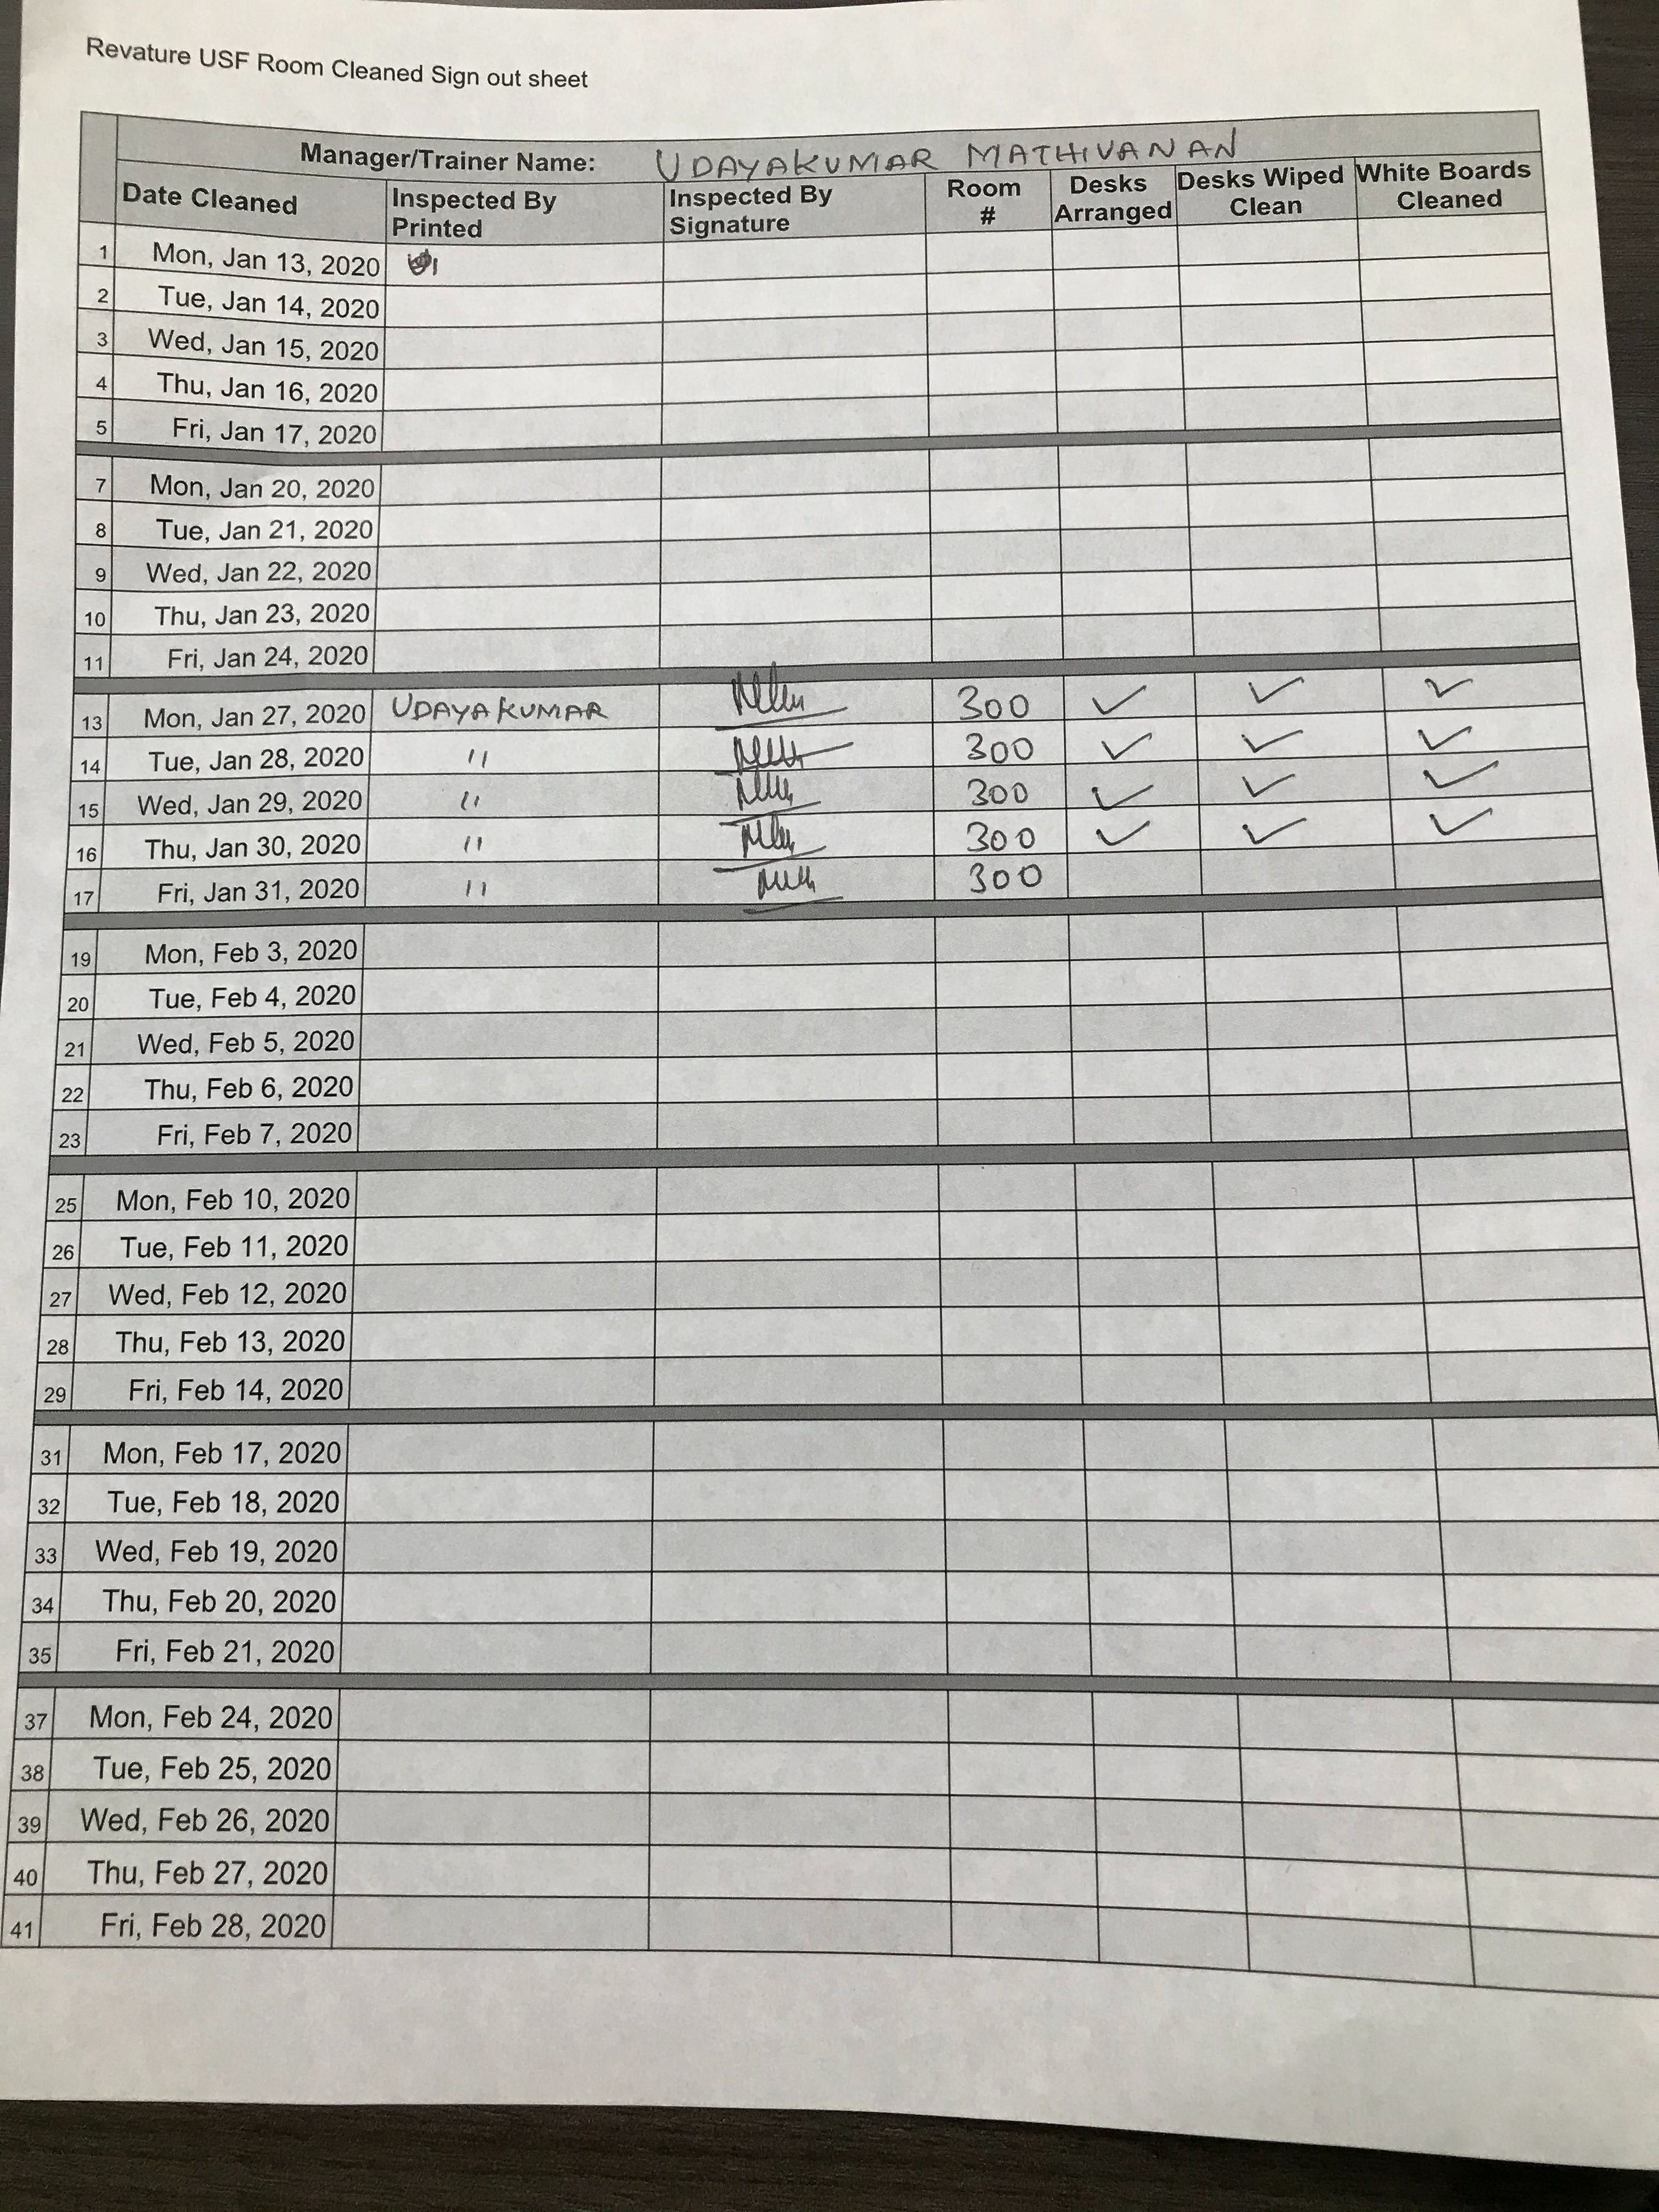 Revature USF Room Cleaned Sign out sheet
Manager/Trainer Name: UDAYAKUMAR MATHIVANAN
Date Cleaned Inspected By Printed Inspected By Signature Room # Desks Arranged Desks Wiped Clean White Boards Cleaned
1 Mon, Jan 13, 2020
2 Tue, Jan 14, 2020
3 Wed, Jan 15, 2020
4 Thu, Jan 16, 2020
5 Fri, Jan 17, 2020
7 Mon, Jan 20, 2020
8 Tue, Jan 21, 2020
9 Wed, Jan 22, 2020
10 Thu, Jan 23, 2020
11 Fri, Jan 24, 2020
13 Mon, Jan 27, 2020 UDAYAKUMAR 300 ✓ ✓ ✓
14 Tue, Jan 28, 2020 " 300 ✓ ✓ ✓
15 Wed, Jan 29, 2020 " 300 ✓ ✓ ✓
16 Thu, Jan 30, 2020 " 300 ✓ ✓ ✓
17 Fri, Jan 31, 2020 " 300
19 Mon, Feb 3, 2020
20 Tue, Feb 4, 2020
21 Wed, Feb 5, 2020
22 Thu, Feb 6, 2020
23 Fri, Feb 7, 2020
25 Mon, Feb 10, 2020
26 Tue, Feb 11, 2020
27 Wed, Feb 12, 2020
28 Thu, Feb 13, 2020
29 Fri, Feb 14, 2020
31 Mon, Feb 17, 2020
32 Tue, Feb 18, 2020
33 Wed, Feb 19, 2020
34 Thu, Feb 20, 2020
35 Fri, Feb 21, 2020
37 Mon, Feb 24, 2020
38 Tue, Feb 25, 2020
39 Wed, Feb 26, 2020
40 Thu, Feb 27, 2020
41 Fri, Feb 28, 2020